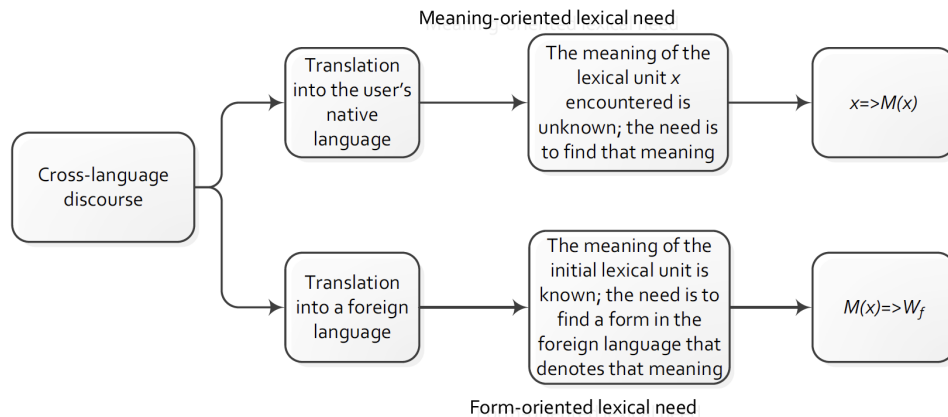 Meaning-oriented lexical need
Translation
into the user's
native
language
The meaning of the
lexical unit x
encountered is
unknown; the need is
to find that meaning
x=>M(x)
Cross-language
discourse
Translation
into a foreign
language
The meaning of the
initial lexical unit is
known; the need is to
find a form in the
foreign language that
denotes that meaning
M(x)=>Wf
Form-oriented lexical need